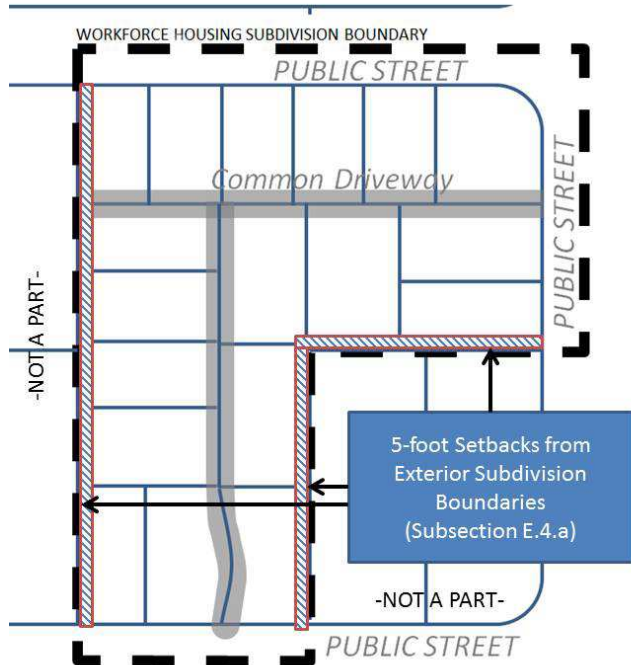 WORKFORCE HOUSING SUBDIVISION BOUNDARY
PUBLIC STREET
Common Driveway
PUBLIC STREET
-NOT A PART-
5-foot Setbacks from
Exterior Subdivision
Boundaries
(Subsection E.4.a)
-NOT A PART-
PUBLIC STREET